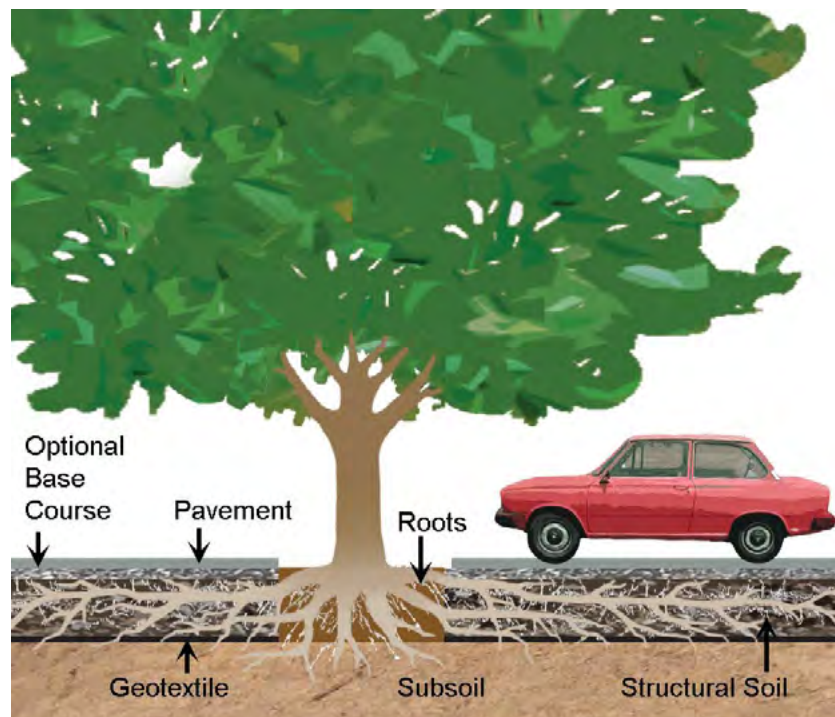 Optional
Base
Course
Pavement
Roots
Geotextile
Subsoil
Structural Soil